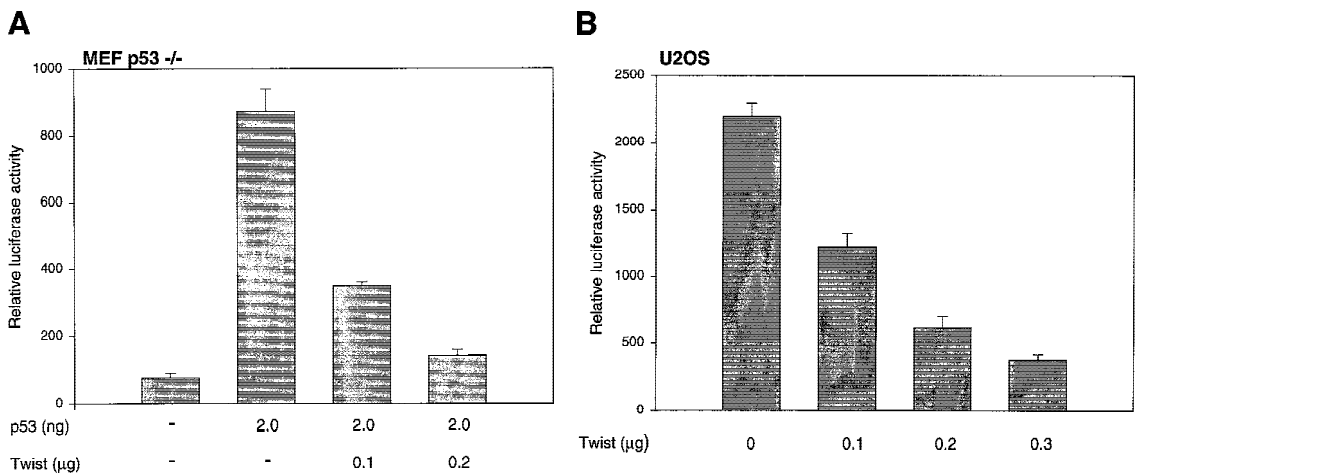 A
MEF p53 -/-
1000
800
600
400
200
0
Relative luciferase activity
p53 (ng) - 2.0 2.0 2.0
Twist (µg) - - 0.1 0.2
B
U2OS
2500
2000
1500
1000
500
0
Relative luciferase activity
Twist (µg) 0 0.1 0.2 0.3